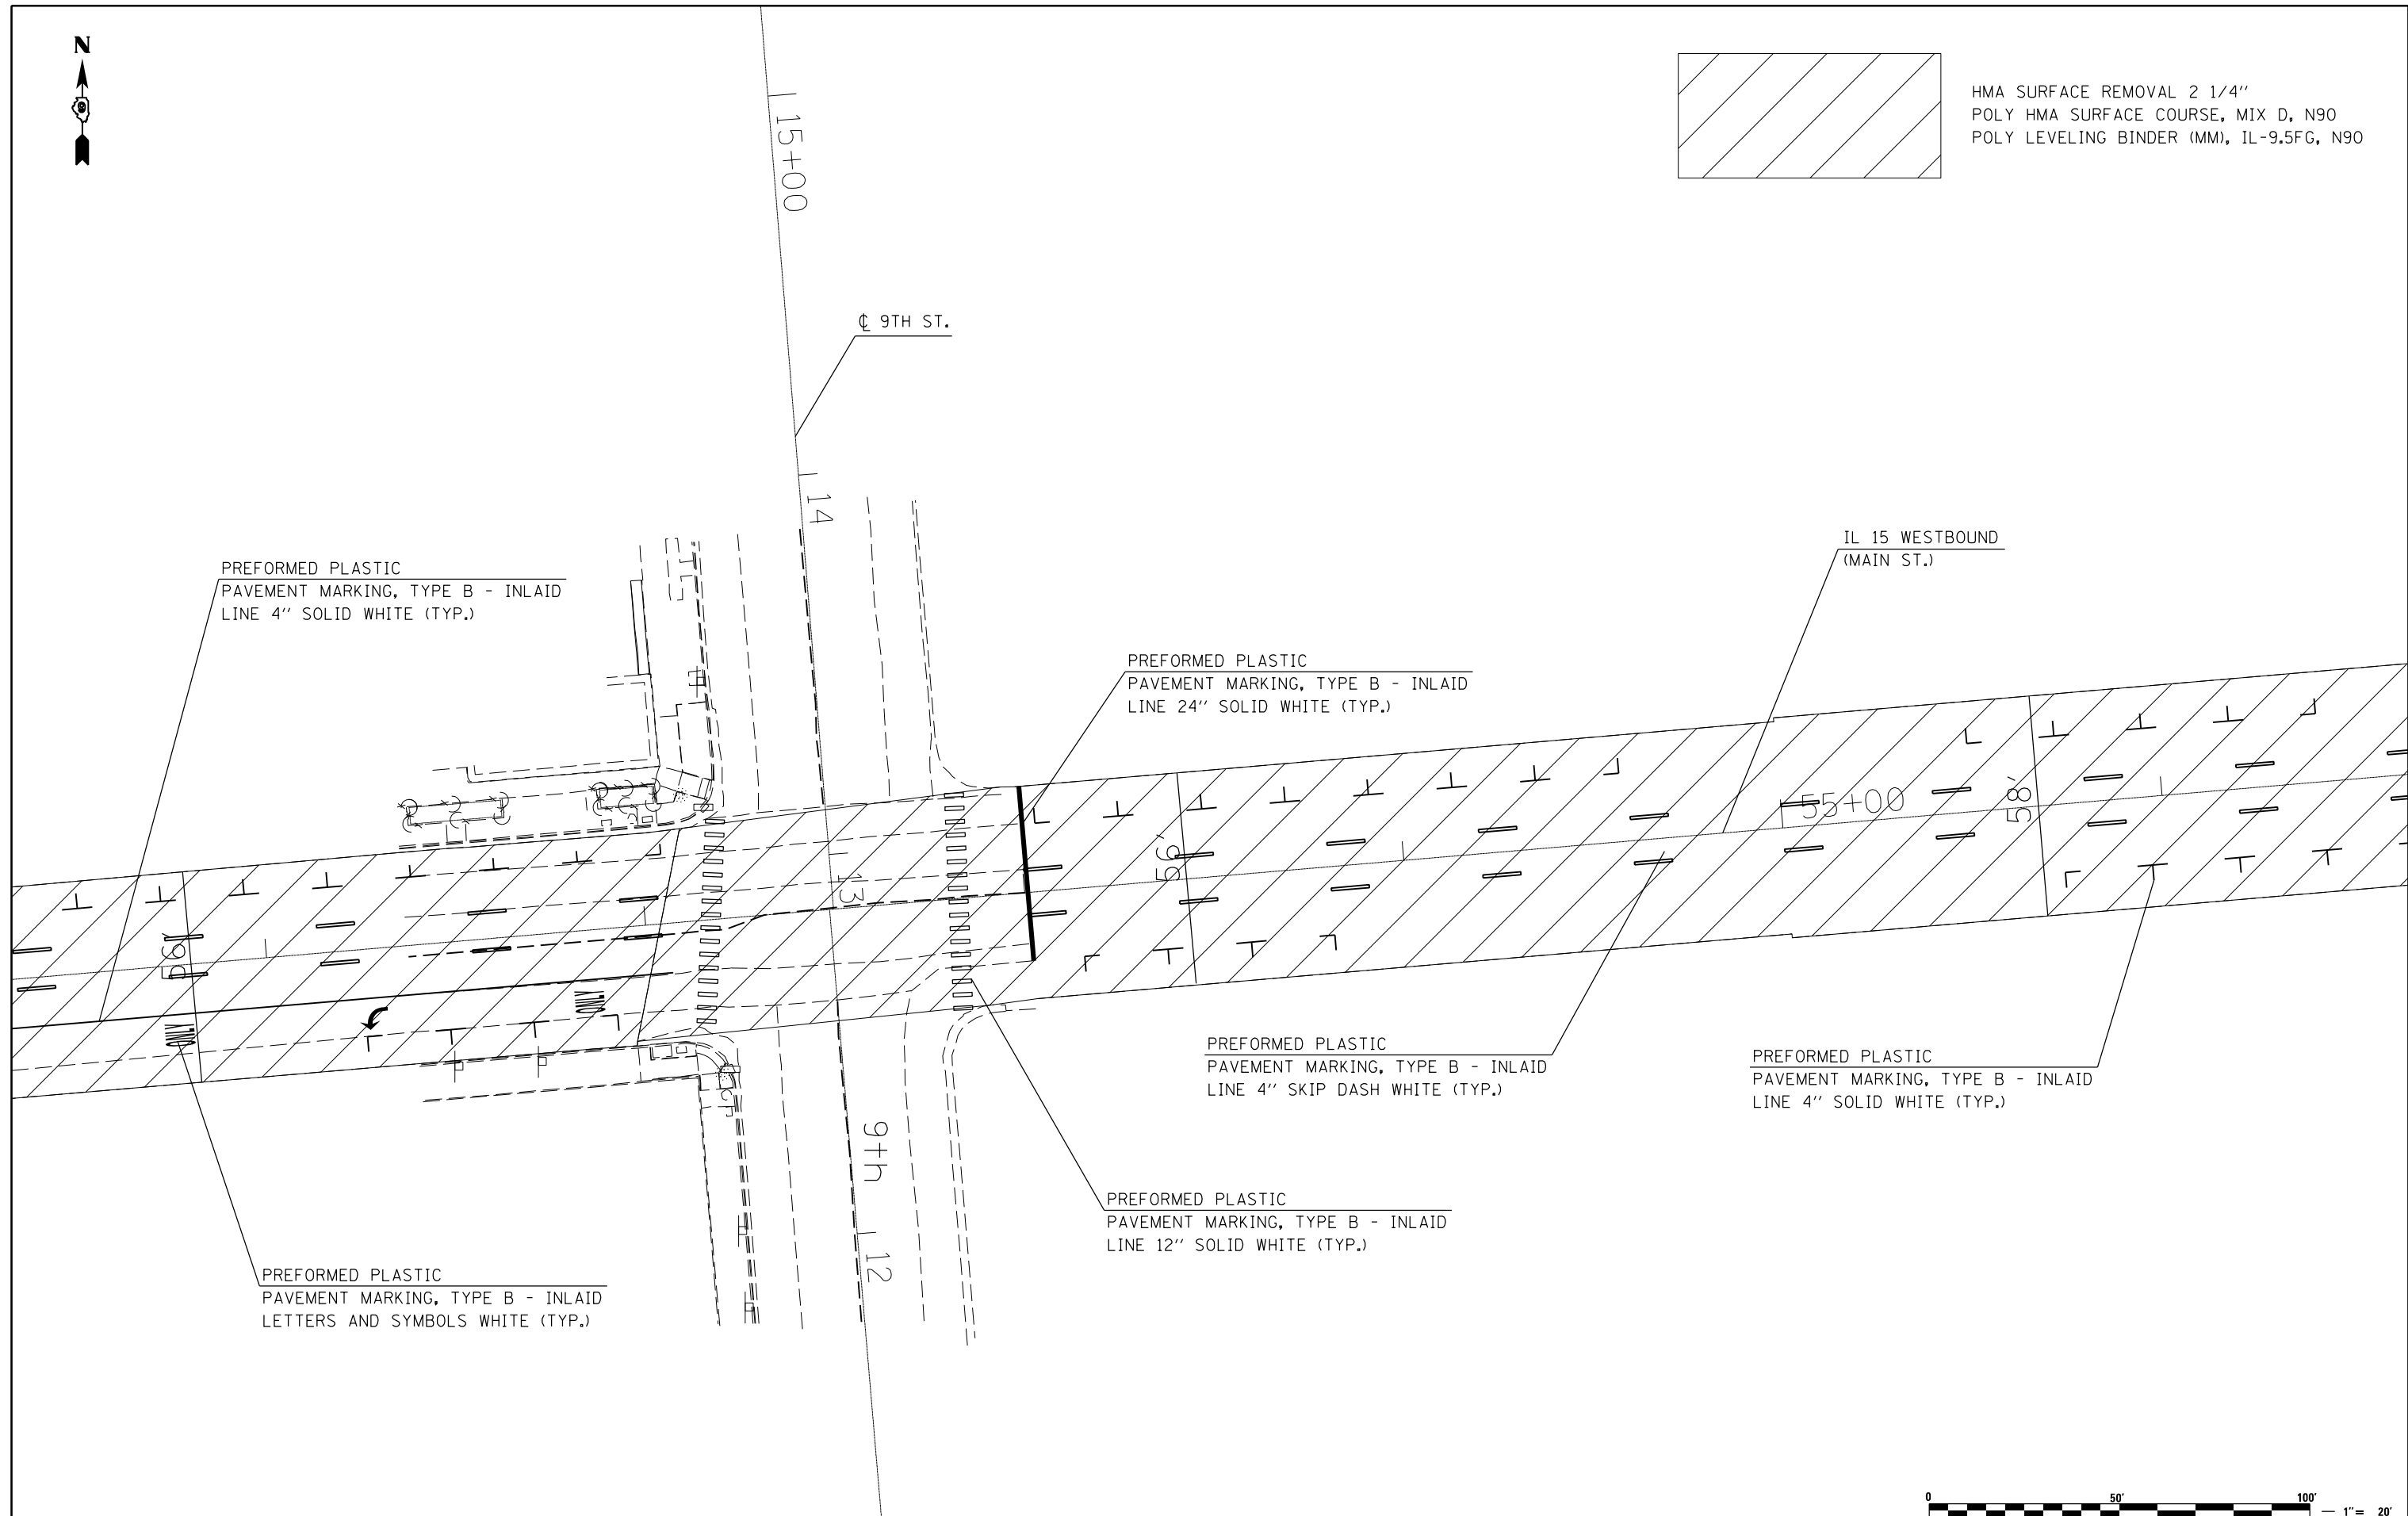 N
HMA SURFACE REMOVAL 2 1/4''
POLY HMA SURFACE COURSE, MIX D, N90
POLY LEVELING BINDER (MM), IL-9.5FG, N90
15+00
℄ 9TH ST.
14
IL 15 WESTBOUND
(MAIN ST.)
PREFORMED PLASTIC
PAVEMENT MARKING, TYPE B - INLAID
LINE 4'' SOLID WHITE (TYP.)
PREFORMED PLASTIC
PAVEMENT MARKING, TYPE B - INLAID
LINE 24'' SOLID WHITE (TYP.)
55+00
58'
56'
13
56'
ONLY
ONLY
PREFORMED PLASTIC
PAVEMENT MARKING, TYPE B - INLAID
LINE 4'' SKIP DASH WHITE (TYP.)
PREFORMED PLASTIC
PAVEMENT MARKING, TYPE B - INLAID
LINE 4'' SOLID WHITE (TYP.)
9th
PREFORMED PLASTIC
PAVEMENT MARKING, TYPE B - INLAID
LINE 12'' SOLID WHITE (TYP.)
12
PREFORMED PLASTIC
PAVEMENT MARKING, TYPE B - INLAID
LETTERS AND SYMBOLS WHITE (TYP.)
0 50' 100'
1"= 20'